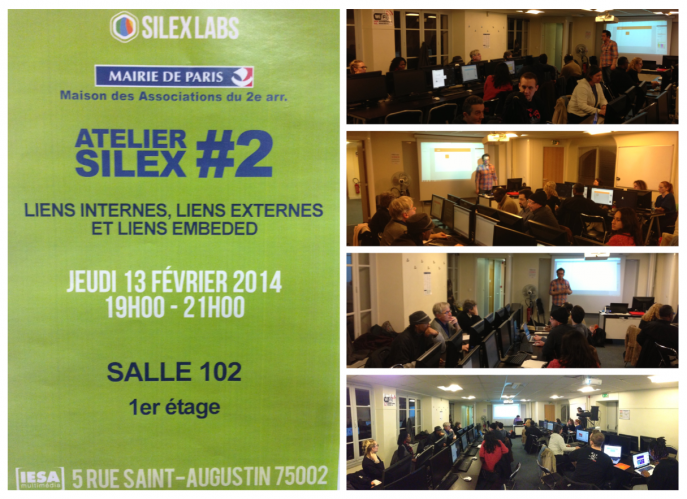 SILEX LABS
MAIRIE DE PARIS
Maison des Associations du 2e arr.
ATELIER
SILEX #2
LIENS INTERNES, LIENS EXTERNES
ET LIENS EMBEDED
JEUDI 13 FÉVRIER 2014
19H00 - 21H00
SALLE 102
1er étage
IESA
multimédia
5 RUE SAINT-AUGUSTIN 75002